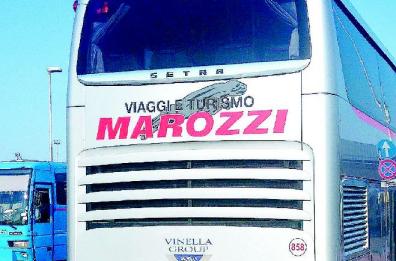 SETRA
VIAGGI E TURISMO
MAROZZI
VINELLA
GROUP
858